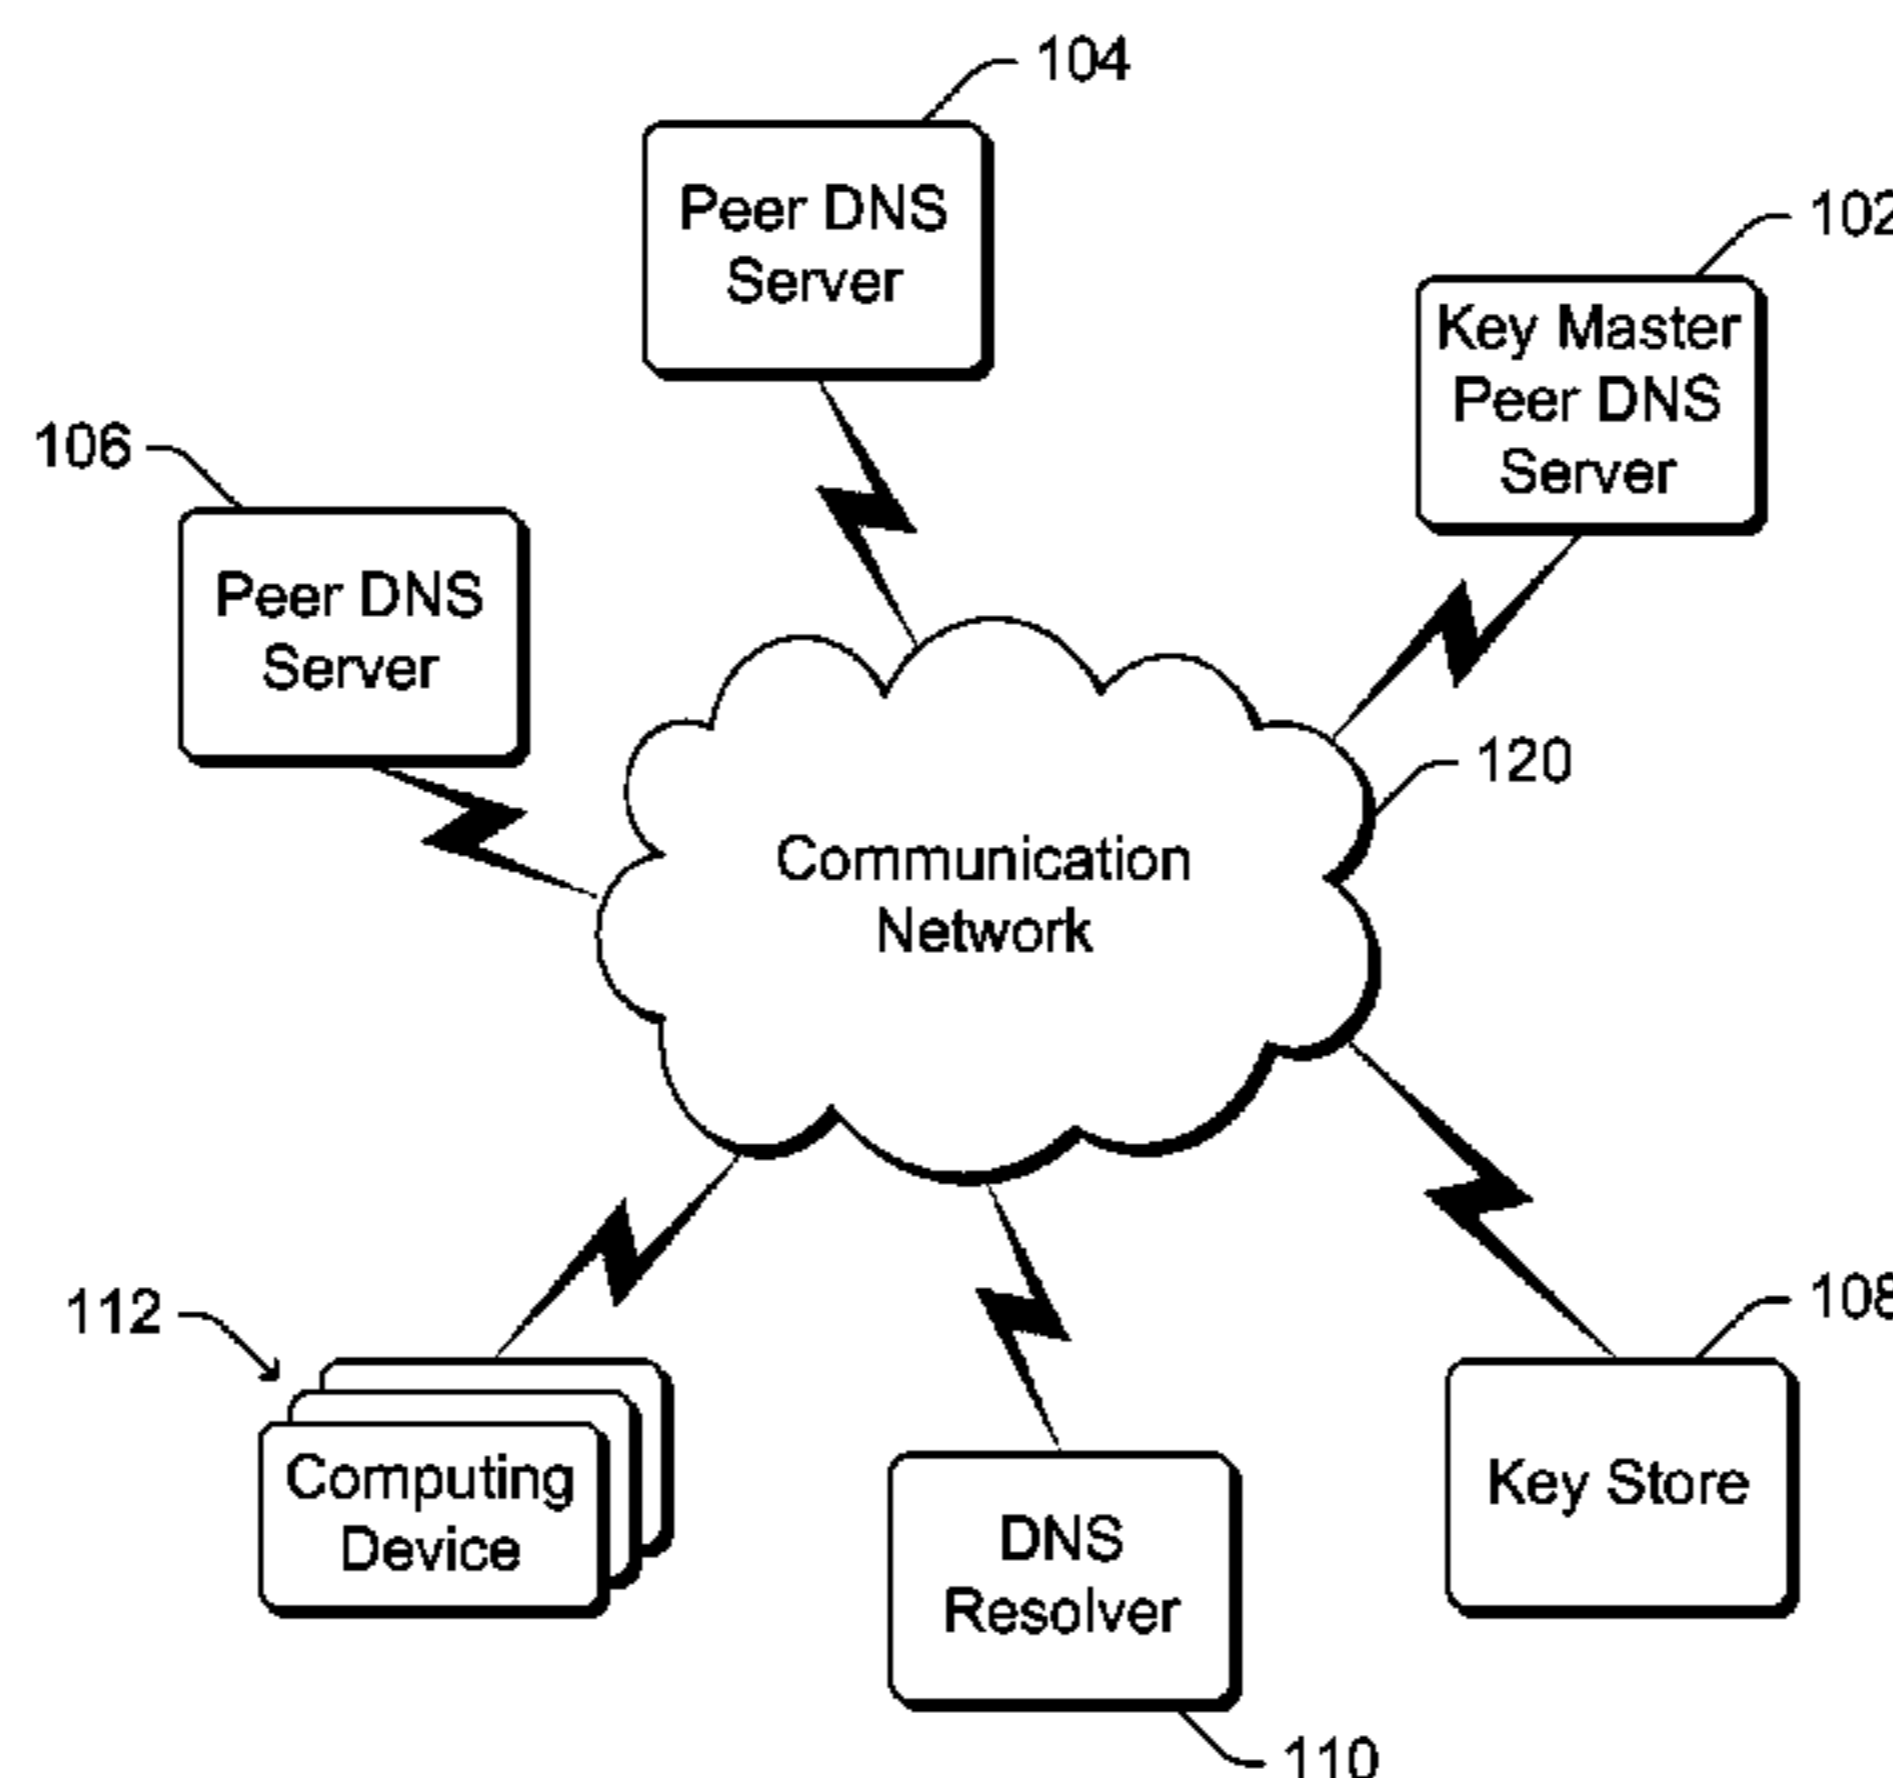 104
Peer DNS
Server
102
Key Master
Peer DNS
Server
106
Peer DNS
Server
120
Communication
Network
112
Computing
Device
DNS
Resolver
110
108
Key Store